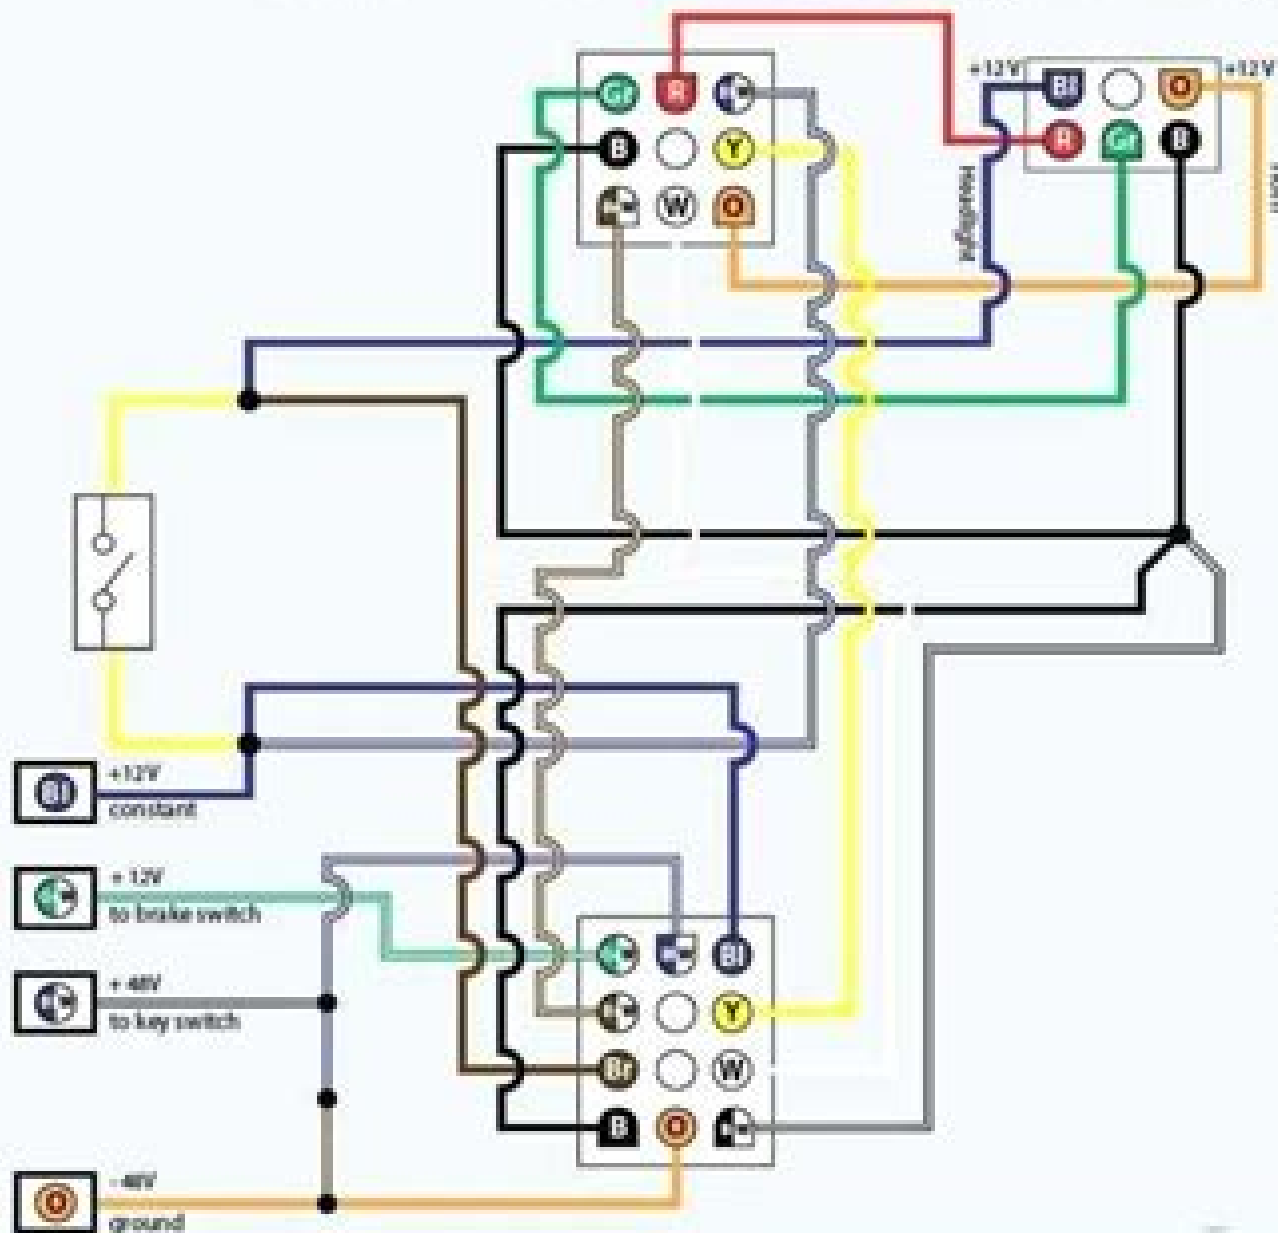 +12V
+12V
Bl
O
R
Gr
B
Gr
R
B
Y
W
O
Headlight
+12V
Bl
constant
+ 12V
to brake switch
+ 48V
to key switch
-48V
O
ground
Bl
Y
Br
W
B
O